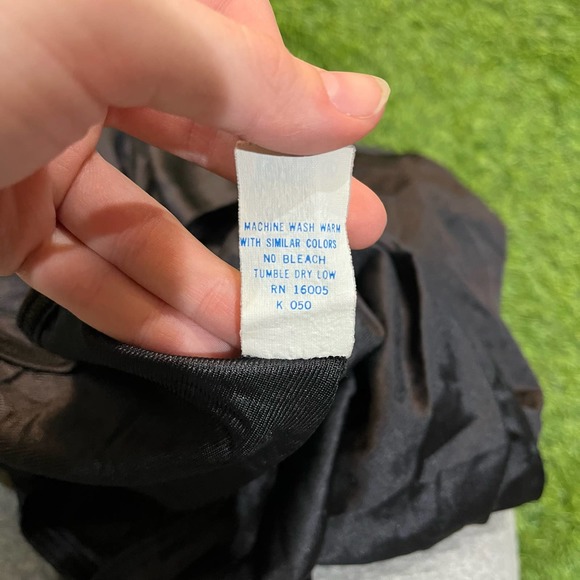 MACHINE WASH WARM
WITH SIMILAR COLORS
NO BLEACH
TUMBLE DRY LOW
RN 16005
K 050